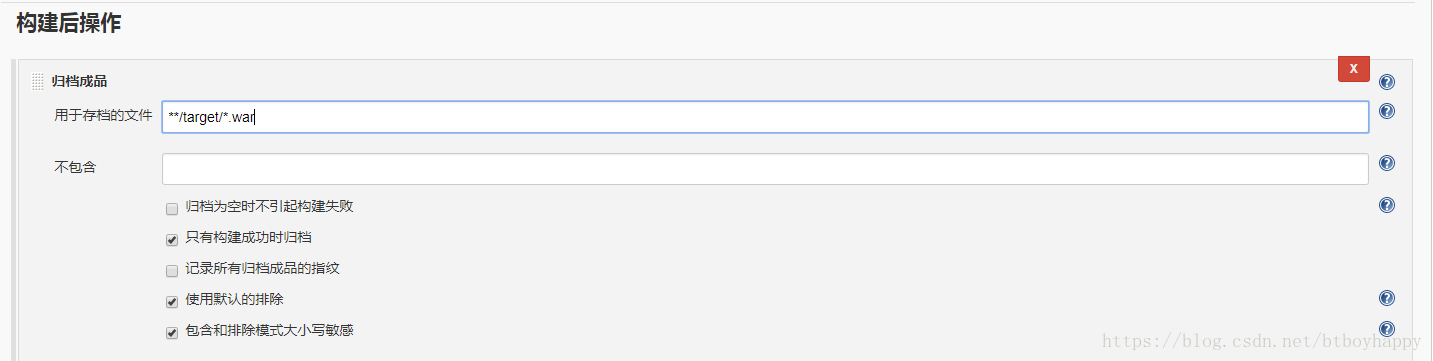 构建后操作
归档成品
X
用于存档的文件
**/target/*.war
不包含
归档为空时不引起构建失败
只有构建成功时归档
记录所有归档成品的指纹
使用默认的排除
包含和排除模式大小写敏感
https://blog.csdn.net/btboyhappy